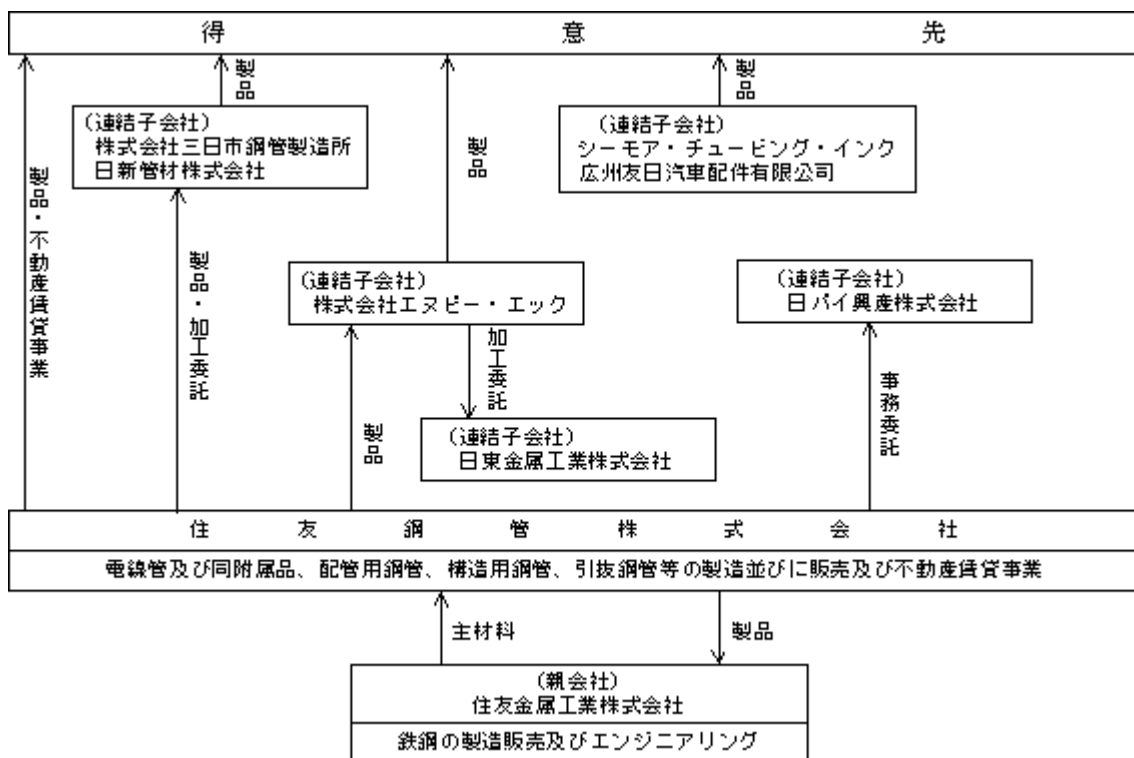 得意先
製品
製品
(連結子会社)
株式会社三日市鋼管製造所
日新管材株式会社
(連結子会社)
シーモア・チュービング・インク
広州友日汽車配件有限公司
製品
製品・不動産賃貸事業
製品・加工委託
(連結子会社)
株式会社エヌピー・エック
(連結子会社)
日パイ興産株式会社
加工委託
事務委託
製品
(連結子会社)
日東金属工業株式会社
住友鋼管株式会社
電線管及び同附属品、配管用鋼管、構造用鋼管、引抜鋼管等の製造並びに販売及び不動産賃貸事業
主材料
製品
(親会社)
住友金属工業株式会社
鉄鋼の製造販売及びエンジニアリング